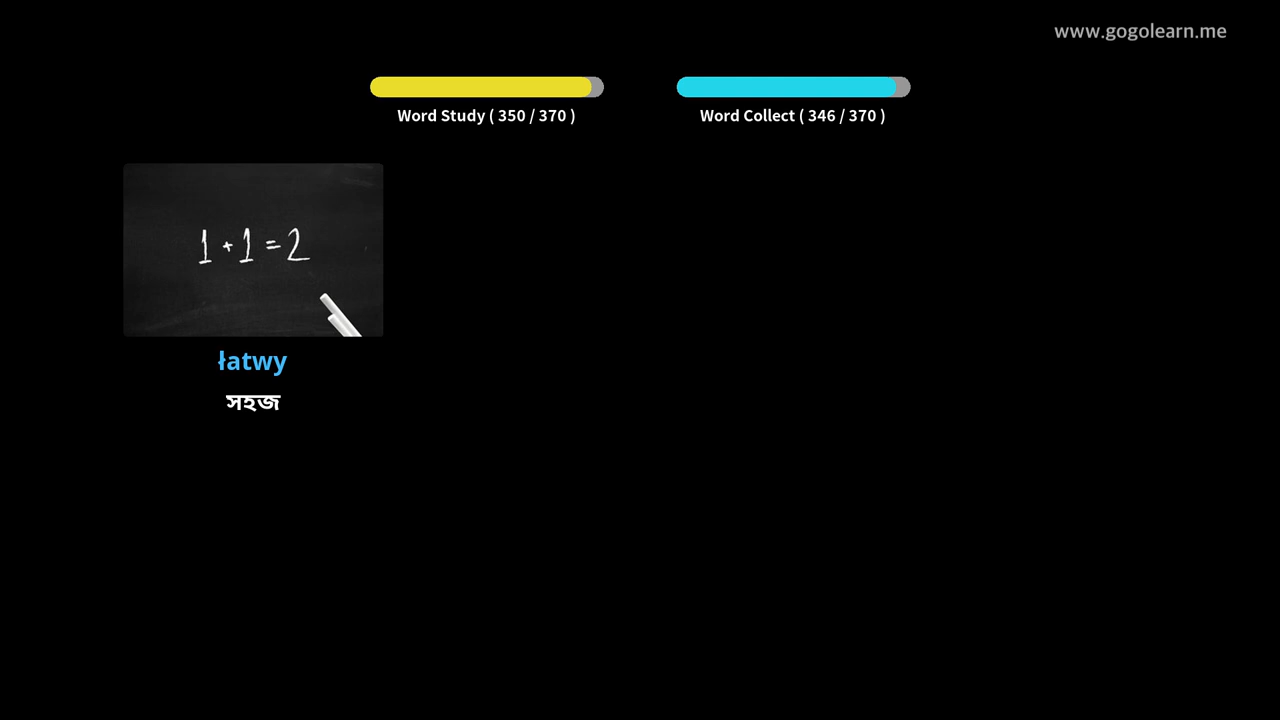 www.gogolearn.me
Word Study ( 350 / 370 )
Word Collect ( 346 / 370 )
1 + 1 = 2
łatwy
সহজ